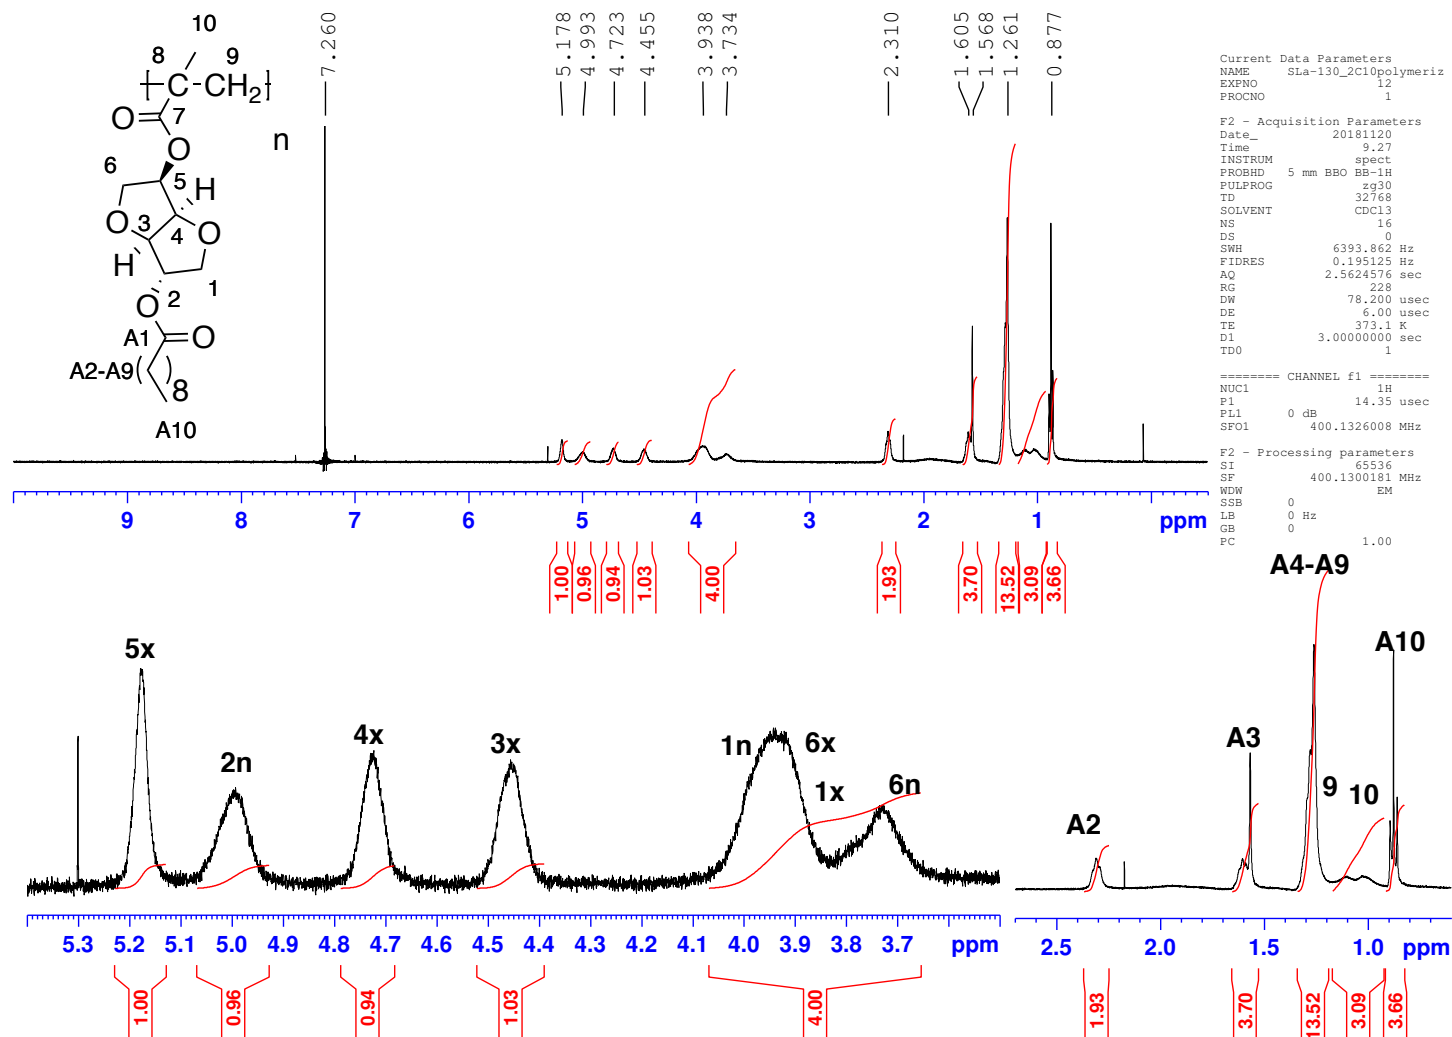 10
8
9
C
CH2
O
7
n
O
6
5
H
O
3
4
O
H
1
O
2
A1
O
A2-A9
8
A10
7.260
5.178
4.993
4.723
4.455
3.938
3.734
2.310
1.605
1.568
1.261
0.877
Current Data Parameters
NAME SLa-130_2C10polymeriz
EXPNO 12
PROCNO 1
F2 - Acquisition Parameters
Date_ 20181120
Time 9.27
INSTRUM spect
PROBHD 5 mm BBO BB-1H
PULPROG zg30
TD 32768
SOLVENT CDCl3
NS 16
DS 0
SWH 6393.862 Hz
FIDRES 0.195125 Hz
AQ 2.5624576 sec
RG 228
DW 78.200 usec
DE 6.00 usec
TE 373.1 K
D1 3.00000000 sec
TD0 1
======== CHANNEL f1 ========
NUC1 1H
P1 14.35 usec
PL1 0 dB
SFO1 400.1326008 MHz
F2 - Processing parameters
SI 65536
SF 400.1300181 MHz
WDW EM
SSB 0
LB 0 Hz
GB 0
PC 1.00
9 8 7 6 5 4 3 2 1 ppm
1.00 0.96 0.94 1.03 4.00 1.93 3.70 13.52 3.09 3.66
5x
2n
4x
3x
1n
6x
1x
6n
A2
A3
A4-A9
9
10
A10
5.3 5.2 5.1 5.0 4.9 4.8 4.7 4.6 4.5 4.4 4.3 4.2 4.1 4.0 3.9 3.8 3.7 ppm
2.5 2.0 1.5 1.0 ppm
1.00 0.96 0.94 1.03 4.00
1.93 3.70 13.52 3.09 3.66